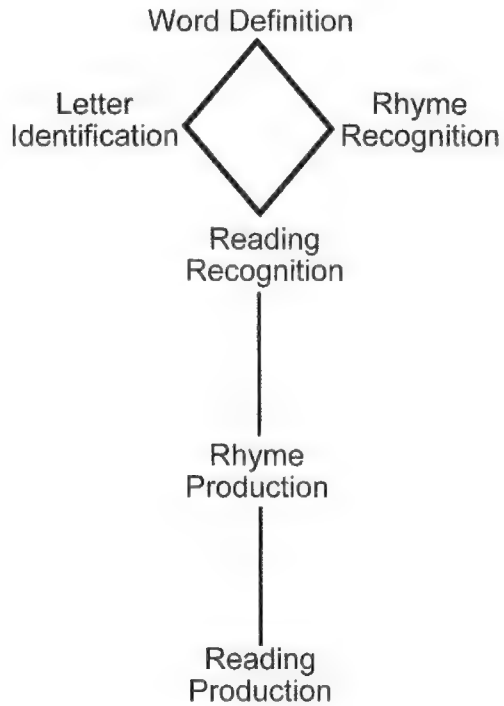 Word Definition
Letter
Identification
Rhyme
Recognition
Reading
Recognition
Rhyme
Production
Reading
Production